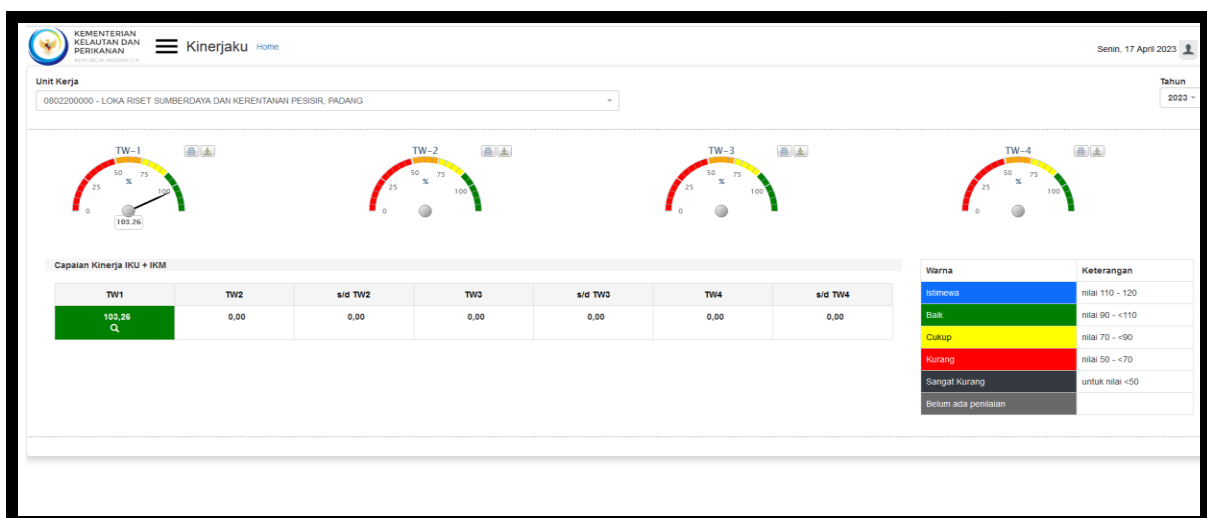 KEMENTERIAN
KELAUTAN DAN
PERIKANAN
REPUBLIK INDONESIA
Kinerjaku Home
Senin, 17 April 2023
Unit Kerja
Tahun
0802200000 - LOKA RISET SUMBERDAYA DAN KERENTANAN PESISIR, PADANG
2023
TW-1
0 25 50 75 100
%
103.26
TW-2
0 25 50 75 100
%
TW-3
0 25 50 75 100
%
TW-4
0 25 50 75 100
%
Capaian Kinerja IKU + IKM
TW1 TW2 s/d TW2 TW3 s/d TW3 TW4 s/d TW4
103,26 0,00 0,00 0,00 0,00 0,00 0,00
Warna Keterangan
Istimewa nilai 110 - 120
Baik nilai 90 - <110
Cukup nilai 70 - <90
Kurang nilai 50 - <70
Sangat Kurang untuk nilai <50
Belum ada penilaian